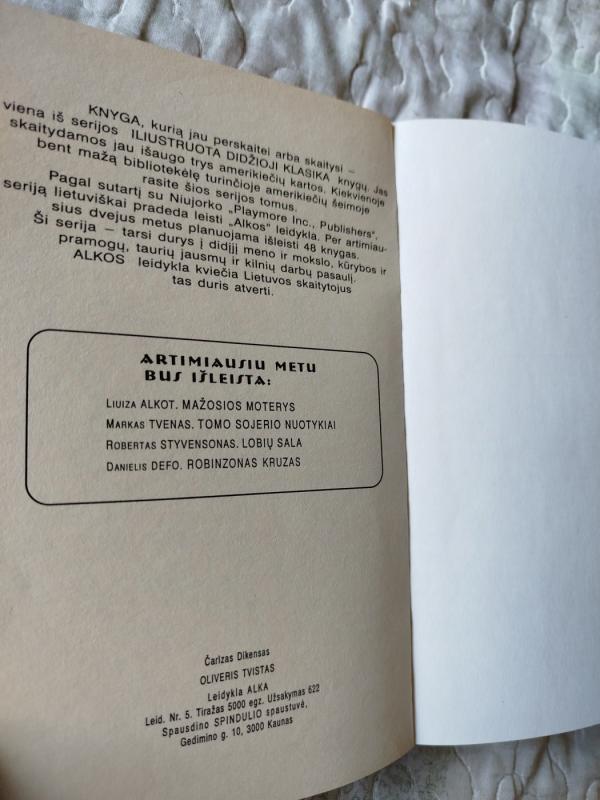 KNYGA, kurią jau perskaitei arba skaitysi –
viena iš serijos ILIUSTRUOTA DIDŽIOJI KLASIKA knygų. Jas
skaitydamos jau išaugo trys amerikiečių kartos. Kiekvienoje
bent mažą bibliotekėlę turinčioje amerikiečių šeimoje
rasite šios serijos tomus.
Pagal sutartį su Niujorko „Playmore Inc., Publishers“,
seriją lietuviškai pradeda leisti „Alkos“ leidykla. Per artimiau-
sius dvejus metus planuojama išleisti 48 knygas.
Ši serija – tarsi durys į didįjį meno ir mokslo, kūrybos ir
pramogų, taurių jausmų ir kilnių darbų pasaulį.
ALKOS leidykla kviečia Lietuvos skaitytojus
tas duris atverti.
ARTIMIAUSIU METU
BUS IŠLEISTA:
LIUIZA ALKOT. MAŽOSIOS MOTERYS
MARKAS TVENAS. TOMO SOJERIO NUOTYKIAI
ROBERTAS STYVENSONAS. LOBIŲ SALA
DANIELIS DEFO. ROBINZONAS KRUZAS
Čarlzas Dikensas
OLIVERIS TVISTAS
Leidykla ALKA
Leid. Nr. 5. Tiražas 5000 egz. Užsakymas 622
Spausdino SPINDULIO spaustuvė,
Gedimino g. 10, 3000 Kaunas